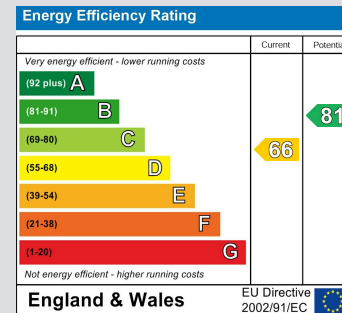 Energy Efficiency Rating
Current Potentia
Very energy efficient - lower running costs
(92 plus) A
(81-91) B
(69-80) C
(55-68) D
(39-54) E
(21-38) F
(1-20) G
66
81
Not energy efficient - higher running costs
England & Wales
EU Directive
2002/91/EC